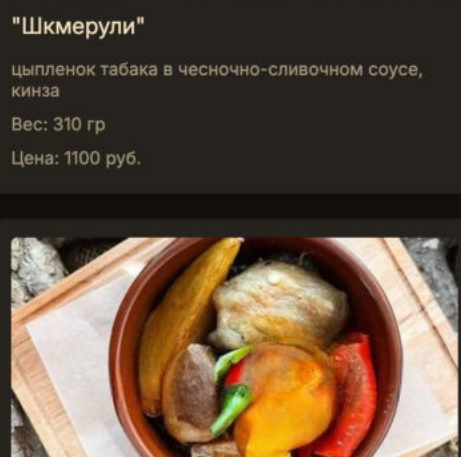 "Шкмерули"
цыпленок табака в чесночно-сливочном соусе,
кинза
Вес: 310 гр
Цена: 1100 руб.